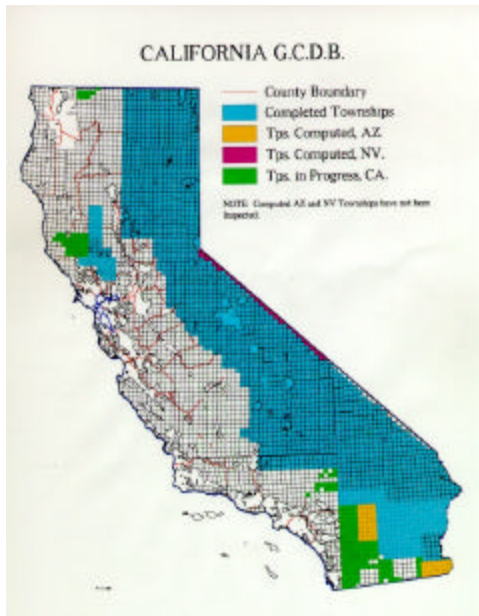 CALIFORNIA G.C.D.B.
County Boundary
Completed Townships
Tps. Computed, AZ
Tps. Computed, NV.
Tps. in Progress, CA.
NOTE: Computed AZ and NV Townships have not been
Inspected.